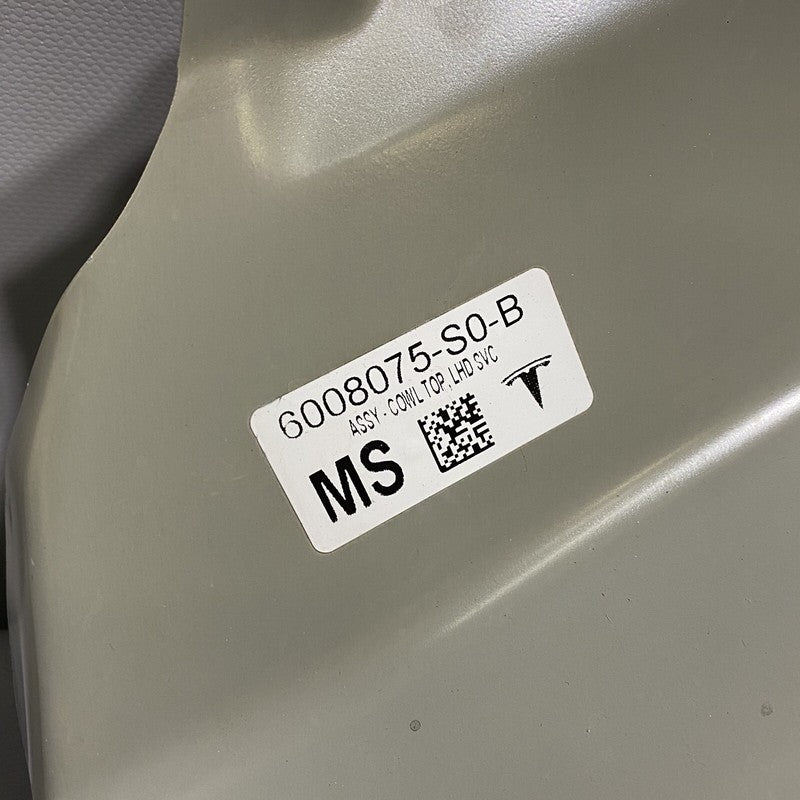 6008075-S0-B
ASSY - COWL TOP, LHD SVC
MS